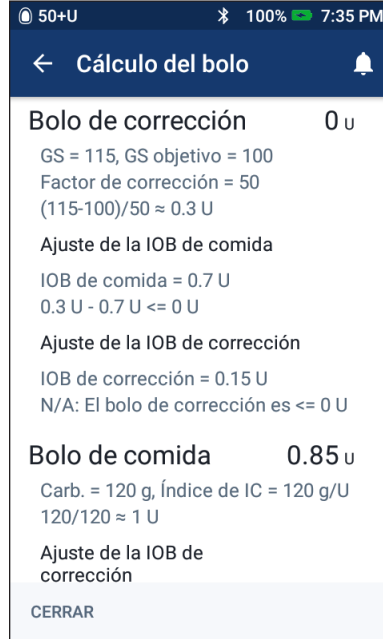 50+U 100% 7:35 PM
Cálculo del bolo
Bolo de corrección 0 U
GS = 115, GS objetivo = 100
Factor de corrección = 50
(115-100)/50 ≈ 0.3 U
Ajuste de la IOB de comida
IOB de comida = 0.7 U
0.3 U - 0.7 U <= 0 U
Ajuste de la IOB de corrección
IOB de corrección = 0.15 U
N/A: El bolo de corrección es <= 0 U
Bolo de comida 0.85 U
Carb. = 120 g, Índice de IC = 120 g/U
120/120 ≈ 1 U
Ajuste de la IOB de
corrección
CERRAR